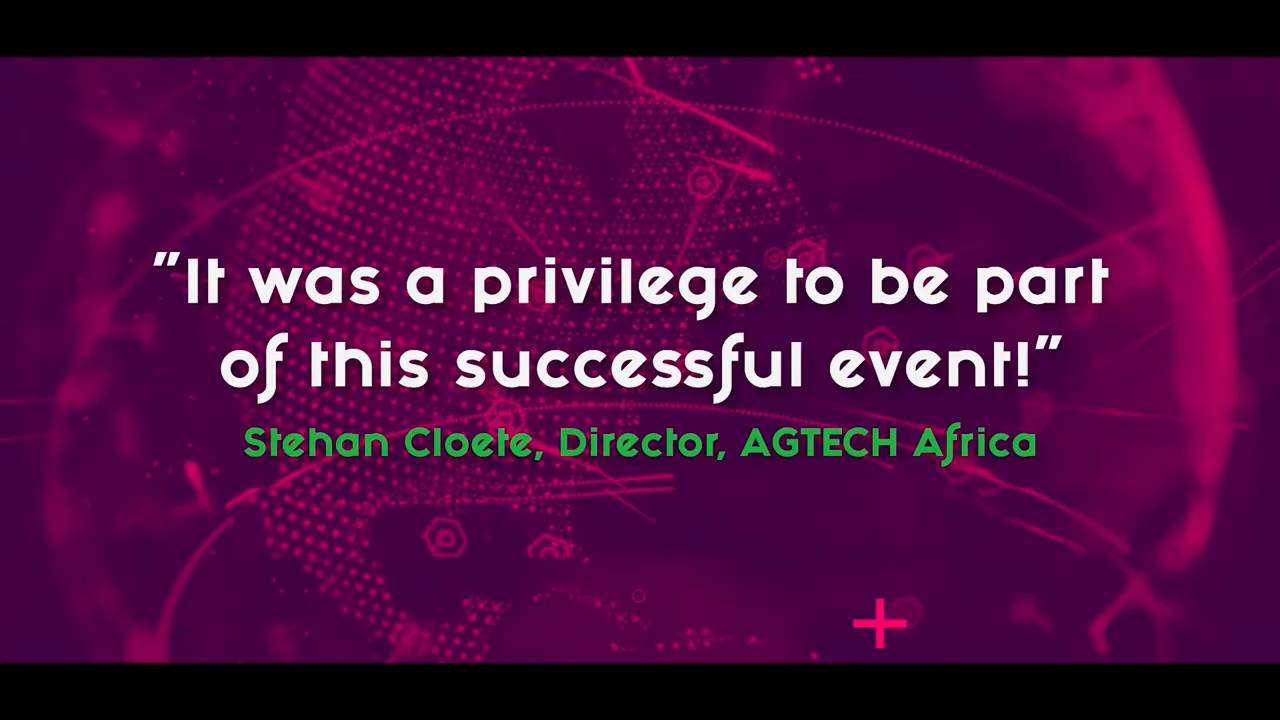 "It was a privilege to be part
of this successful event!"
Stehan Cloete, Director, AGTECH Africa